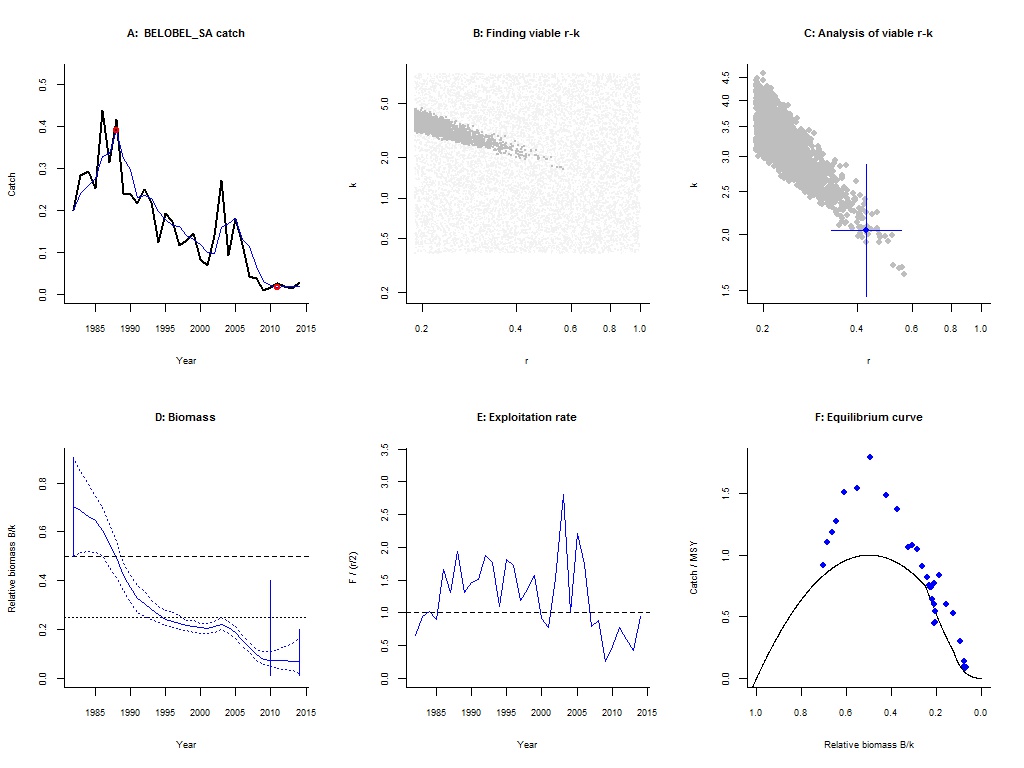 A: BELOBEL_SA catch
B: Finding viable r-k
C: Analysis of viable r-k
Catch
0.0 0.1 0.2 0.3 0.4 0.5
1985 1990 1995 2000 2005 2010 2015
Year
k
0.2 0.5 1.0 2.0 5.0
0.2 0.4 0.6 0.8 1.0
r
k
1.5 2.0 2.5 3.0 3.5 4.0 4.5
0.2 0.4 0.6 0.8 1.0
r
D: Biomass
E: Exploitation rate
F: Equilibrium curve
Relative biomass B/k
0.0 0.2 0.4 0.6 0.8
1985 1990 1995 2000 2005 2010 2015
Year
F / (r/2)
0.0 0.5 1.0 1.5 2.0 2.5 3.0 3.5
1985 1990 1995 2000 2005 2010 2015
Year
Catch / MSY
0.0 0.5 1.0 1.5
1.0 0.8 0.6 0.4 0.2 0.0
Relative biomass B/k